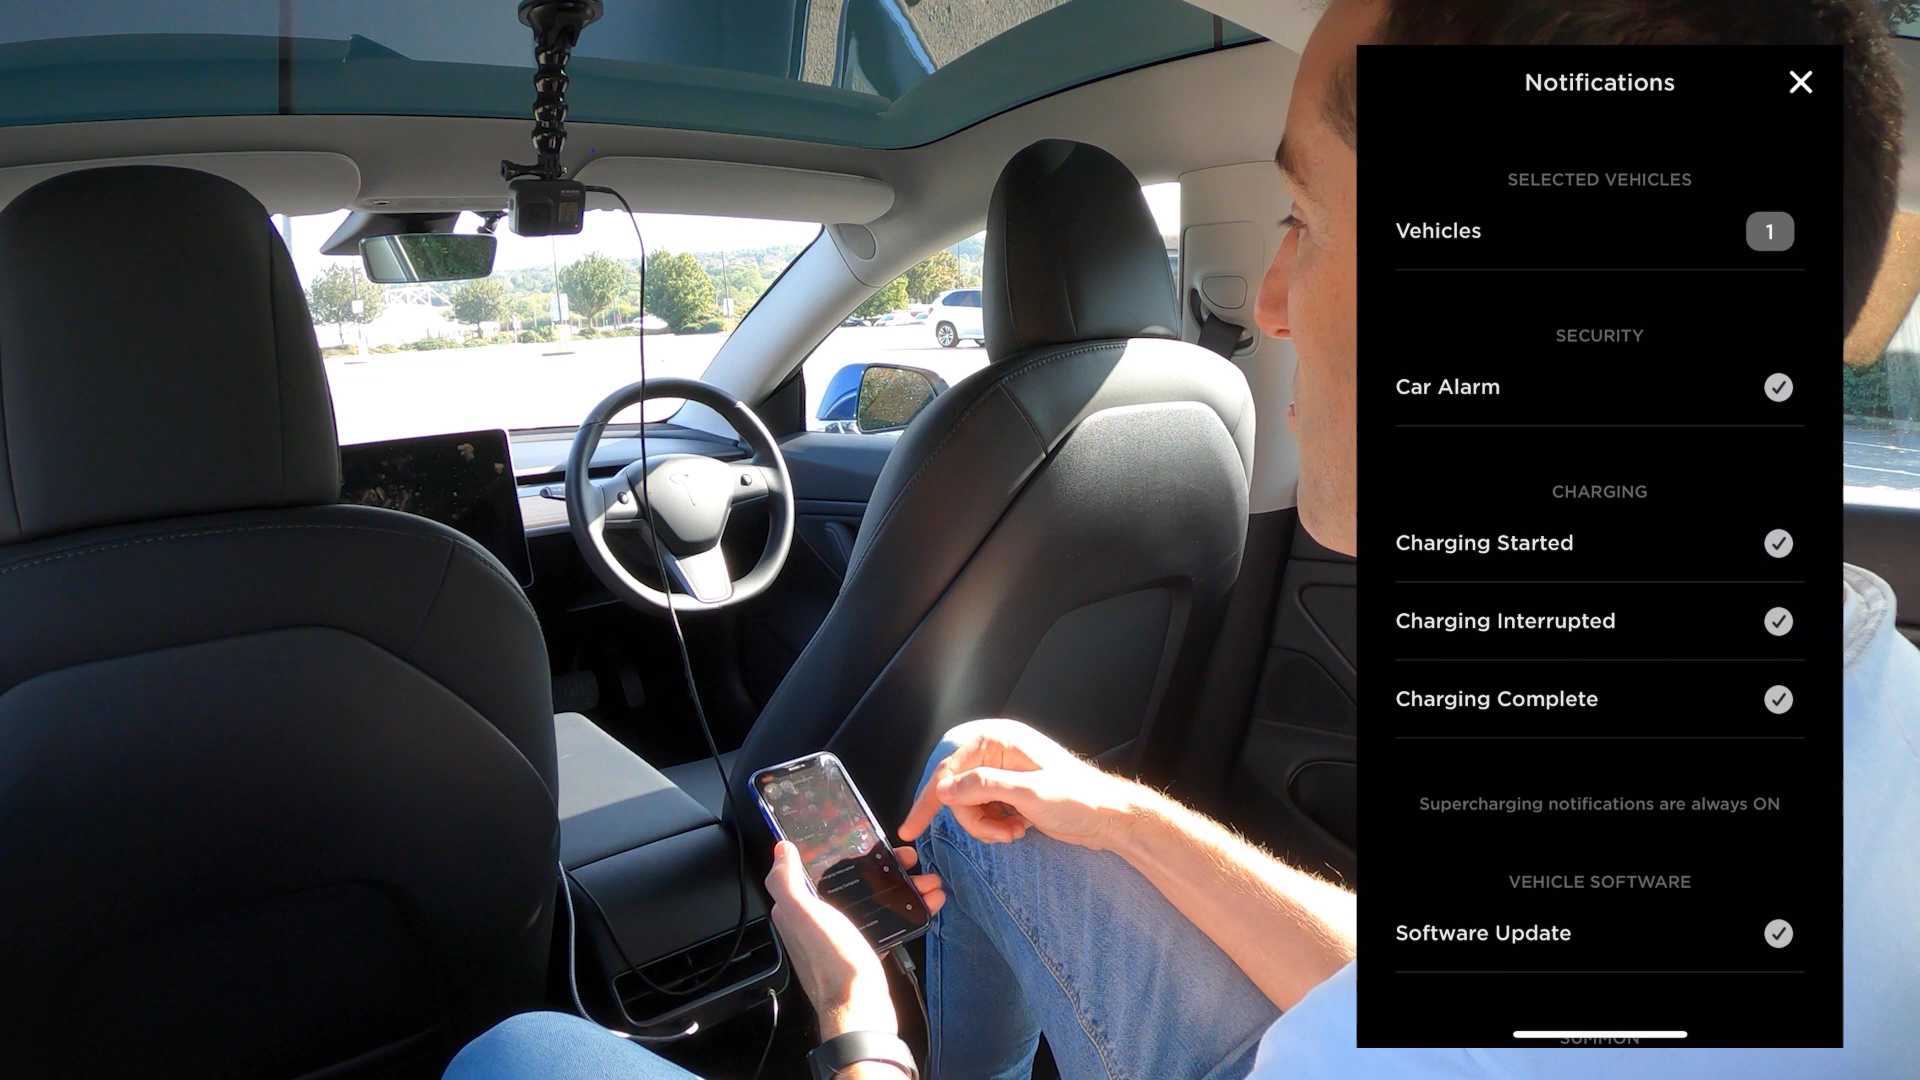 Notifications
SELECTED VEHICLES
Vehicles
1
SECURITY
Car Alarm
CHARGING
Charging Started
Charging Interrupted
Charging Complete
Supercharging notifications are always ON
VEHICLE SOFTWARE
Software Update
SUMMON